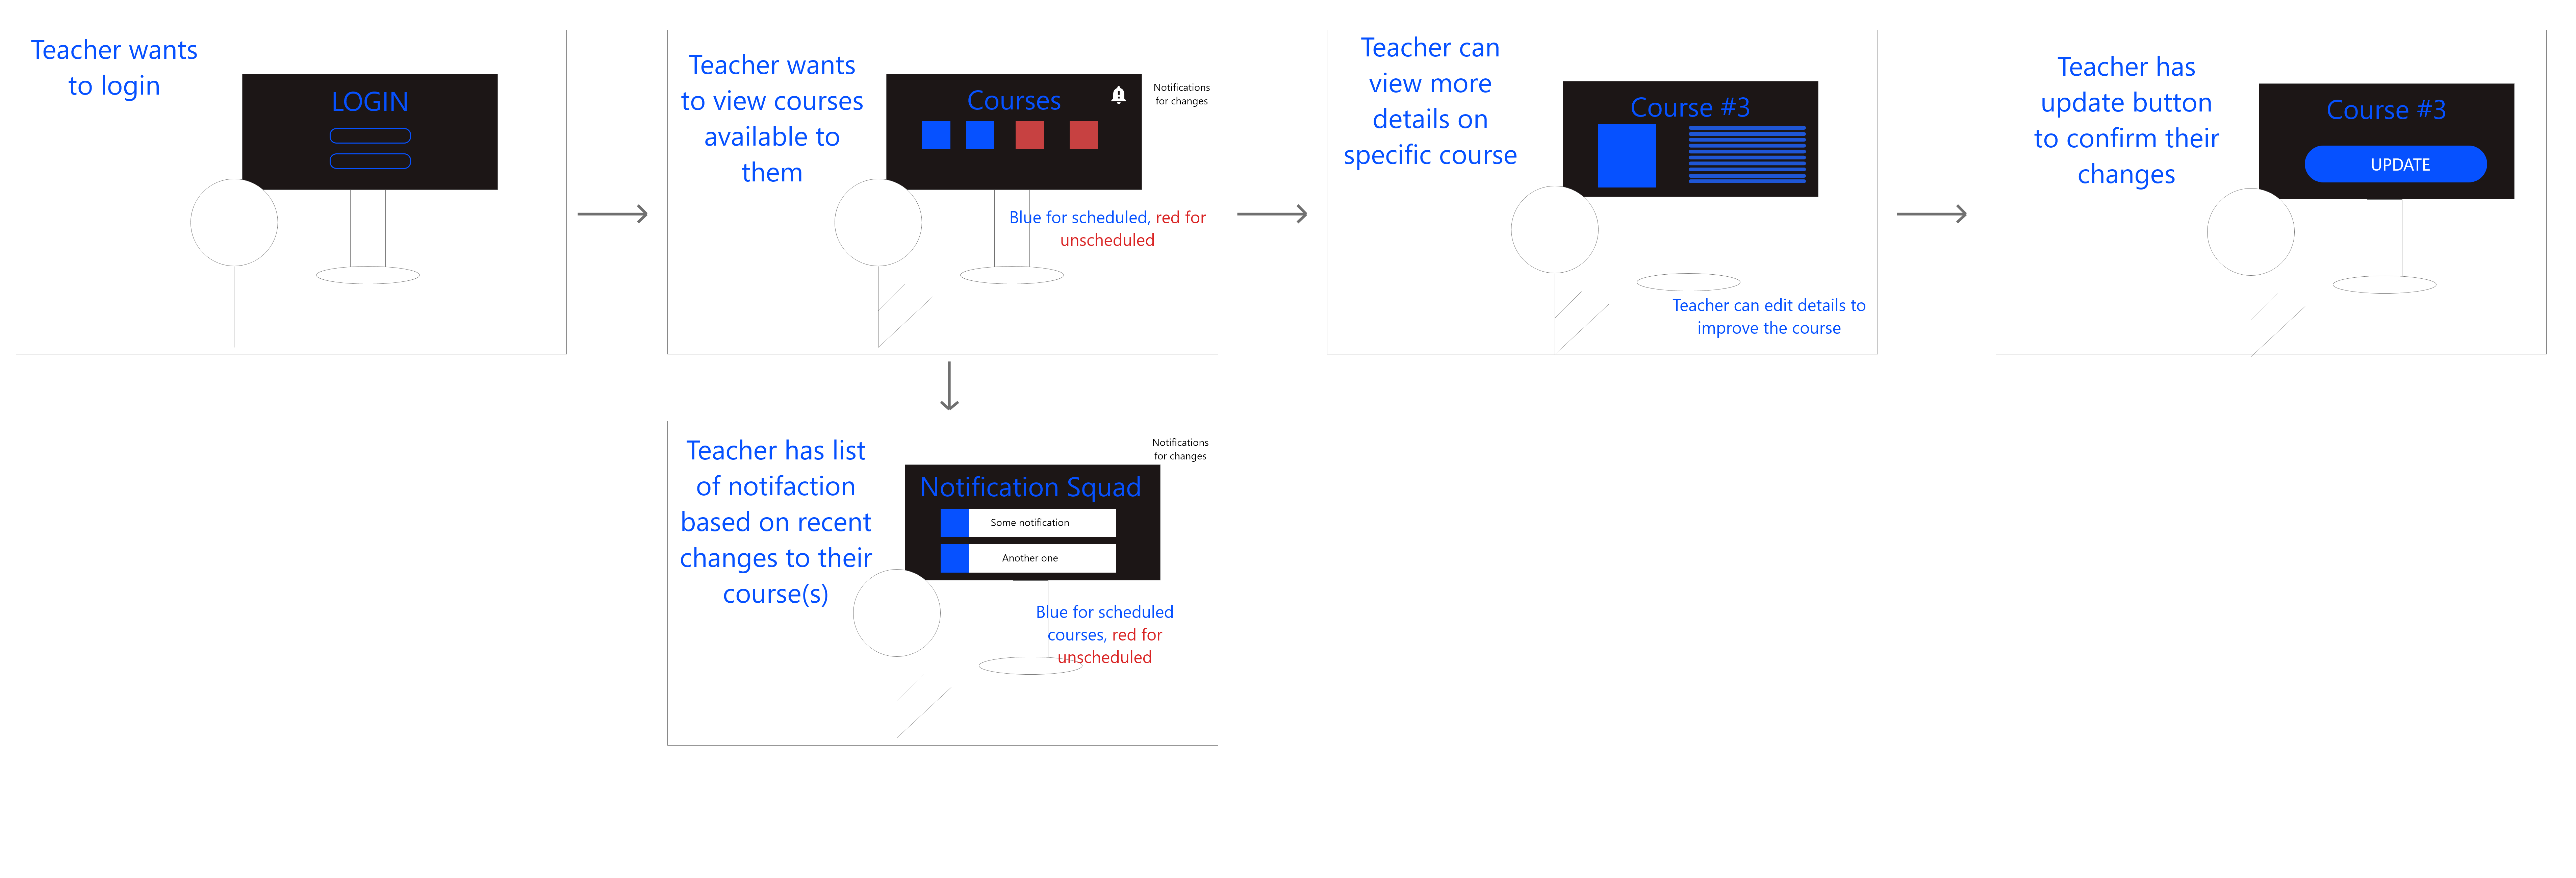 Teacher wants
to login
LOGIN
Teacher wants
to view courses
available to
them
Courses
Notifications
for changes
Blue for scheduled, red for
unscheduled
Teacher can
view more
details on
specific course
Course #3
Teacher can edit details to
improve the course
Teacher has
update button
to confirm their
changes
Course #3
UPDATE
Teacher has list
of notifaction
based on recent
changes to their
course(s)
Notifications
for changes
Notification Squad
Some notification
Another one
Blue for scheduled
courses, red for
unscheduled